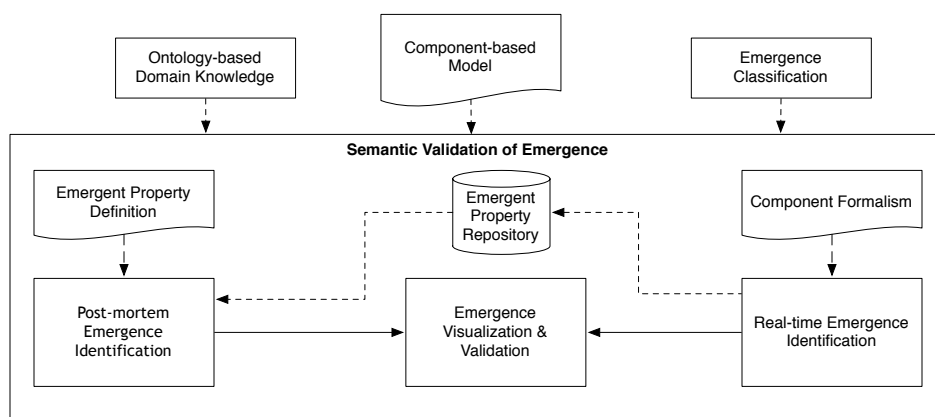 Ontology-based
Domain Knowledge
Component-based
Model
Emergence
Classification
Semantic Validation of Emergence
Emergent Property
Definition
Emergent
Property
Repository
Component Formalism
Post-mortem
Emergence
Identification
Emergence
Visualization &
Validation
Real-time Emergence
Identification